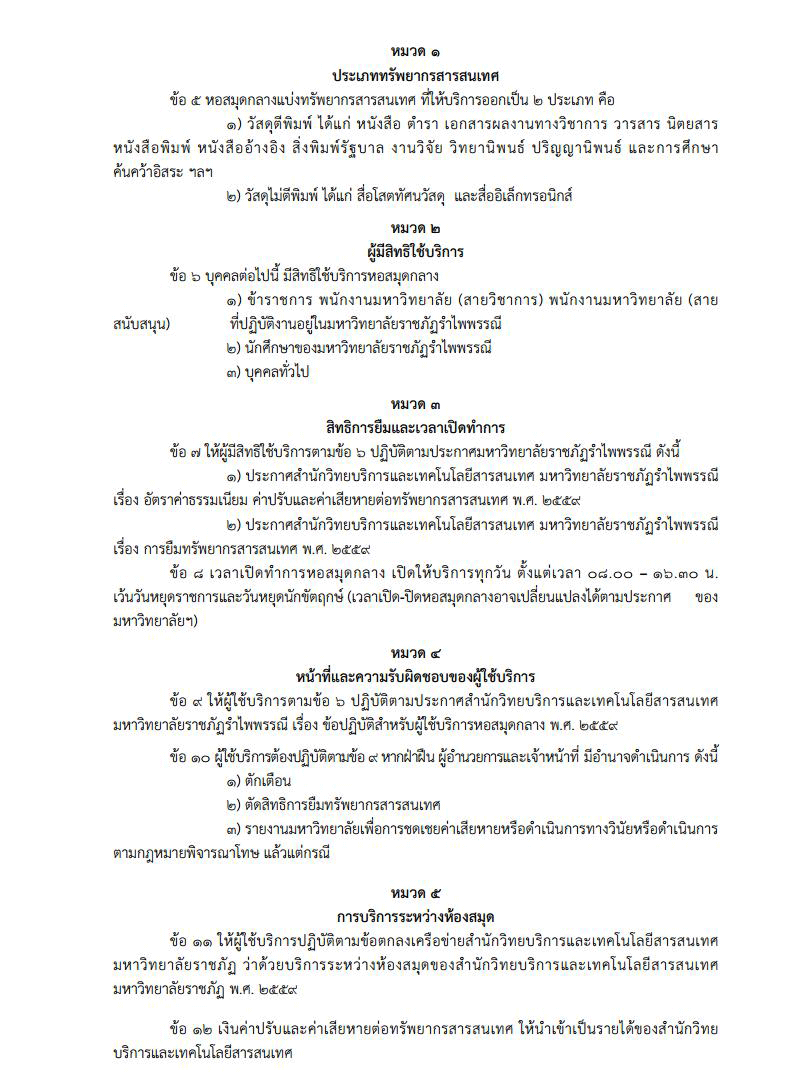 หมวด ๑
ประเภททรัพยากรสารสนเทศ
ข้อ ๕ หอสมุดกลางแบ่งทรัพยากรสารสนเทศ ที่ให้บริการออกเป็น ๒ ประเภท คือ
๑) วัสดุตีพิมพ์ ได้แก่ หนังสือ ตำรา เอกสารผลงานทางวิชาการ วารสาร นิตยสาร
หนังสือพิมพ์ หนังสืออ้างอิง สิ่งพิมพ์รัฐบาล งานวิจัย วิทยานิพนธ์ ปริญญานิพนธ์ และการศึกษา
ค้นคว้าอิสระ ฯลฯ
๒) วัสดุไม่ตีพิมพ์ ได้แก่ สื่อโสตทัศนวัสดุ และสื่ออิเล็กทรอนิกส์
หมวด ๒
ผู้มีสิทธิใช้บริการ
ข้อ ๖ บุคคลต่อไปนี้ มีสิทธิใช้บริการหอสมุดกลาง
๑) ข้าราชการ พนักงานมหาวิทยาลัย (สายวิชาการ) พนักงานมหาวิทยาลัย (สาย
สนับสนุน) ที่ปฏิบัติงานอยู่ในมหาวิทยาลัยราชภัฏรำไพพรรณี
๒) นักศึกษาของมหาวิทยาลัยราชภัฏรำไพพรรณี
๓) บุคคลทั่วไป
หมวด ๓
สิทธิการยืมและเวลาเปิดทำการ
ข้อ ๗ ให้ผู้มีสิทธิใช้บริการตามข้อ ๖ ปฏิบัติตามประกาศมหาวิทยาลัยราชภัฏรำไพพรรณี ดังนี้
๑) ประกาศสำนักวิทยบริการและเทคโนโลยีสารสนเทศ มหาวิทยาลัยราชภัฏรำไพพรรณี
เรื่อง อัตราค่าธรรมเนียม ค่าปรับและค่าเสียหายต่อทรัพยากรสารสนเทศ พ.ศ. ๒๕๕๙
๒) ประกาศสำนักวิทยบริการและเทคโนโลยีสารสนเทศ มหาวิทยาลัยราชภัฏรำไพพรรณี
เรื่อง การยืมทรัพยากรสารสนเทศ พ.ศ. ๒๕๕๙
ข้อ ๘ เวลาเปิดทำการหอสมุดกลาง เปิดให้บริการทุกวัน ตั้งแต่เวลา ๐๘.๐๐ – ๑๖.๓๐ น.
เว้นวันหยุดราชการและวันหยุดนักขัตฤกษ์ (เวลาเปิด-ปิดหอสมุดกลางอาจเปลี่ยนแปลงได้ตามประกาศ ของ
มหาวิทยาลัยฯ)
หมวด ๔
หน้าที่และความรับผิดชอบของผู้ใช้บริการ
ข้อ ๙ ให้ผู้ใช้บริการตามข้อ ๖ ปฏิบัติตามประกาศสำนักวิทยบริการและเทคโนโลยีสารสนเทศ
มหาวิทยาลัยราชภัฏรำไพพรรณี เรื่อง ข้อปฏิบัติสำหรับผู้ใช้บริการหอสมุดกลาง พ.ศ. ๒๕๕๙
ข้อ ๑๐ ผู้ใช้บริการต้องปฏิบัติตามข้อ ๙ หากฝ่าฝืน ผู้อำนวยการและเจ้าหน้าที่ มีอำนาจดำเนินการ ดังนี้
๑) ตักเตือน
๒) ตัดสิทธิการยืมทรัพยากรสารสนเทศ
๓) รายงานมหาวิทยาลัยเพื่อการชดเชยค่าเสียหายหรือดำเนินการทางวินัยหรือดำเนินการ
ตามกฎหมายพิจารณาโทษ แล้วแต่กรณี
หมวด ๕
การบริการระหว่างห้องสมุด
ข้อ ๑๑ ให้ผู้ใช้บริการปฏิบัติตามข้อตกลงเครือข่ายสำนักวิทยบริการและเทคโนโลยีสารสนเทศ
มหาวิทยาลัยราชภัฏ ว่าด้วยบริการระหว่างห้องสมุดของสำนักวิทยบริการและเทคโนโลยีสารสนเทศ
มหาวิทยาลัยราชภัฏ พ.ศ. ๒๕๕๙
ข้อ ๑๒ เงินค่าปรับและค่าเสียหายต่อทรัพยากรสารสนเทศ ให้นำเข้าเป็นรายได้ของสำนักวิทย
บริการและเทคโนโลยีสารสนเทศ